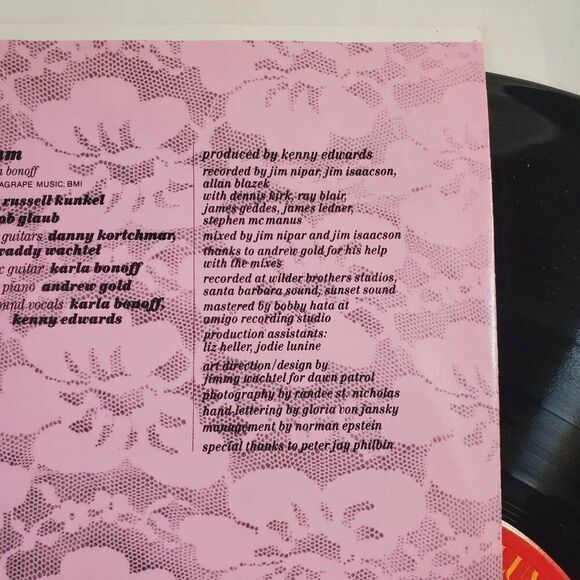 russell kunkel
glaub
guitars danny kortchmar,
waddy wachtel
guitar karla bonoff
piano andrew gold
vocals karla bonoff,
kenny edwards
bonoff
MUSIC, BMI
produced by kenny edwards
recorded by jim nipar, jim isaacson,
allan blazek
with dennis kirk, ray blair,
james geddes, james ledner,
stephen mc manus
mixed by jim nipar and jim isaacson
thanks to andrew gold for his help
with the mixes
recorded at wilder brothers studios,
santa barbara sound, sunset sound
mastered by bobby hata at
amigo recording studio
production assistants:
liz heller, jodie lunine
art direction/design by
jimmy wachtel for dawn patrol
photography by randee st. nicholas
hand lettering by gloria von jansky
management by norman epstein
special thanks to peter jay philbin